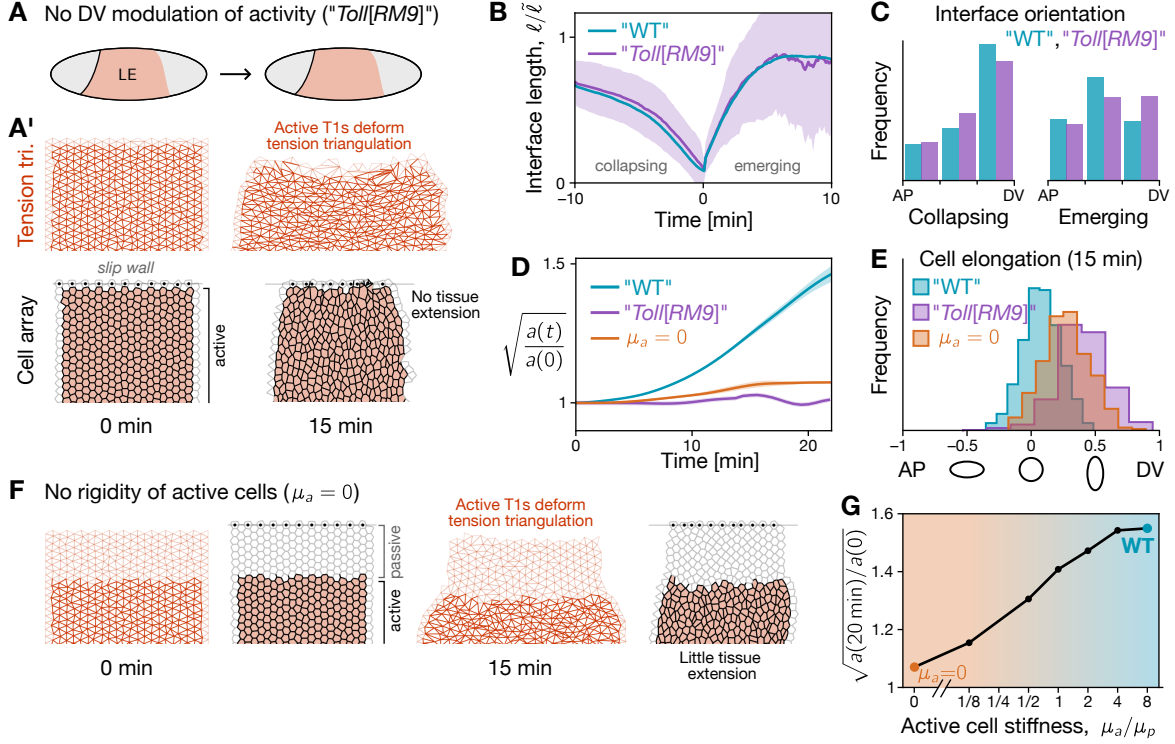 A No DV modulation of activity ("Toll[RM9]")
LE
A'
Tension tri.
Active T1s deform
tension triangulation
Cell array
slip wall
active
No tissue
extension
0 min
15 min
B
Interface length, ℓ/ℓ̃
1
0
"WT"
"Toll[RM9]"
collapsing
emerging
−10
0
10
Time [min]
C Interface orientation
"WT", "Toll[RM9]"
Frequency
AP
DV
AP
DV
Collapsing
Emerging
D
√a(t)/a(0)
1.5
1
"WT"
"Toll[RM9]"
μₐ = 0
0
10
20
Time [min]
E Cell elongation (15 min)
"WT"
"Toll[RM9]"
μₐ = 0
Frequency
−1
−0.5
0
0.5
1
AP
DV
F No rigidity of active cells (μₐ = 0)
passive
active
Active T1s deform
tension triangulation
0 min
15 min
Little tissue
extension
G
√a(20 min)/a(0)
1.6
1.4
1.2
1
WT
μₐ=0
0
1/8
1/4
1/2
1
2
4
8
Active cell stiffness, μₐ/μₚ